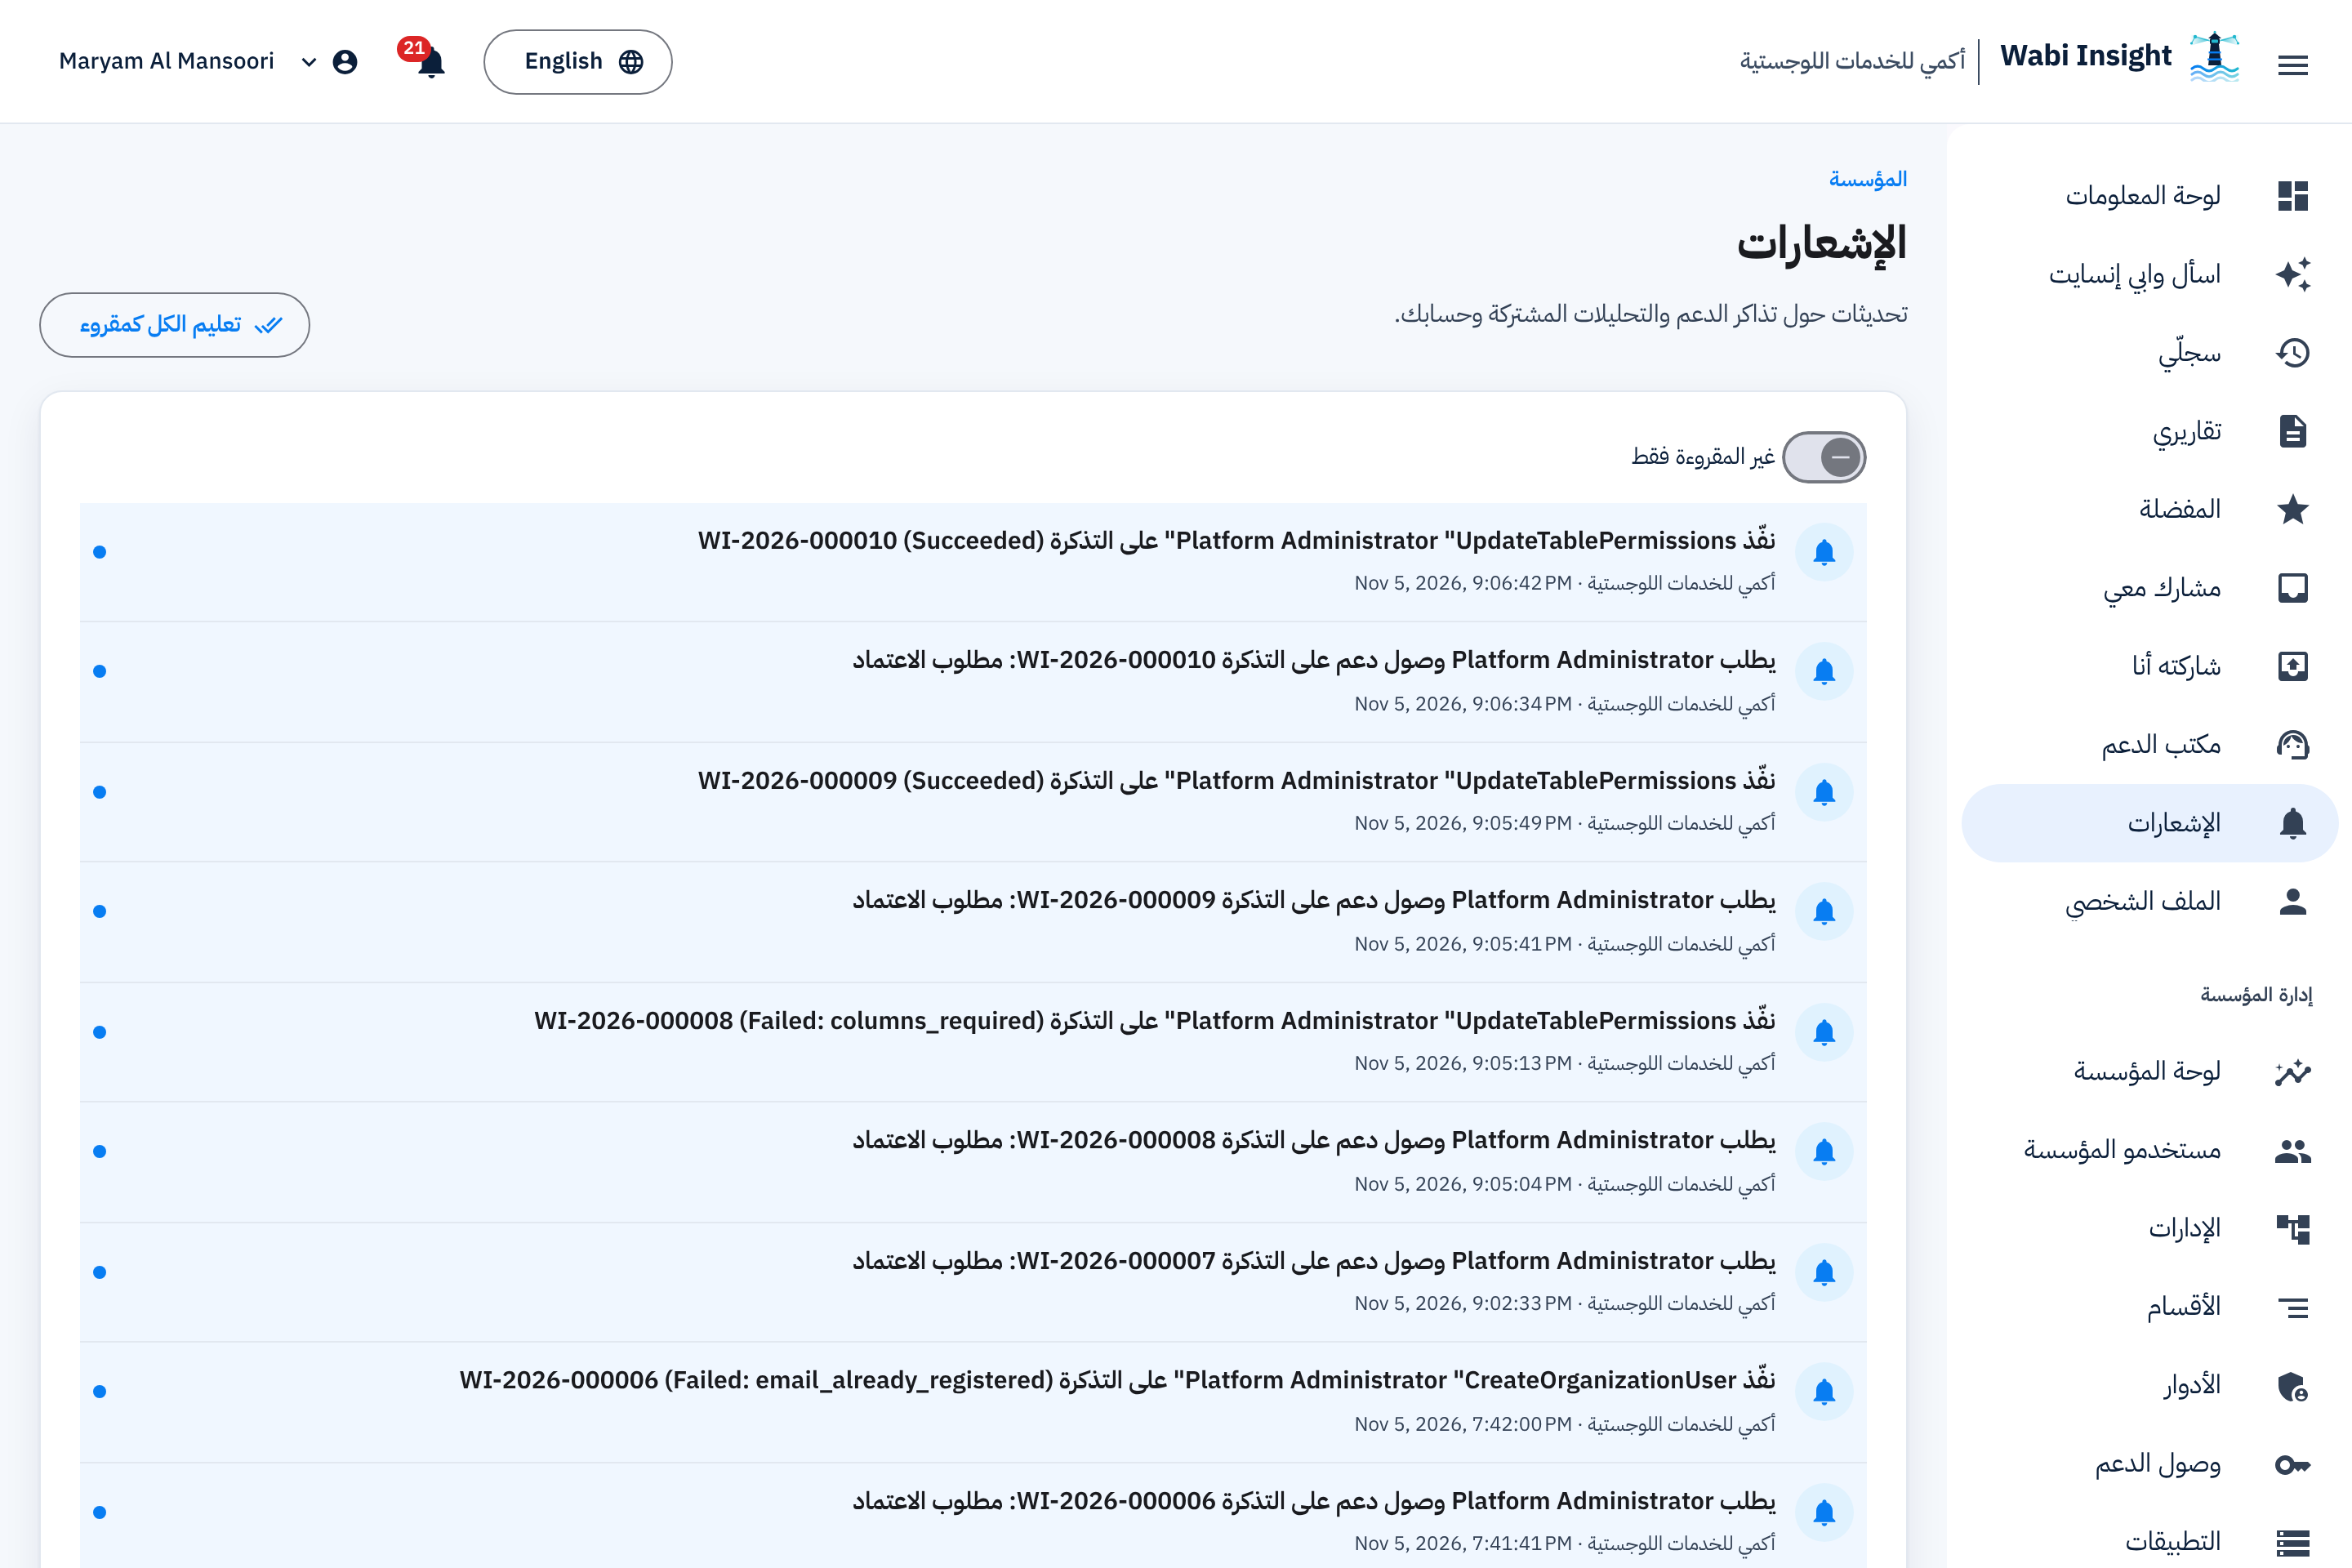 Wabi Insight
أكمي للخدمات اللوجستية
English
21
Maryam Al Mansoori
لوحة المعلومات
اسأل وابي إنسايت
سجلّي
تقاريري
المفضلة
مشارك معي
شاركته أنا
مكتب الدعم
الإشعارات
الملف الشخصي
إدارة المؤسسة
لوحة المؤسسة
مستخدمو المؤسسة
الإدارات
الأقسام
الأدوار
وصول الدعم
التطبيقات
المؤسسة
الإشعارات
تحديثات حول تذاكر الدعم والتحليلات المشتركة وحسابك.
تعليم الكل كمقروء
غير المقروءة فقط
نفّذ Platform Administrator "UpdateTablePermissions" على التذكرة WI-2026-000010 (Succeeded)
أكمي للخدمات اللوجستية · Nov 5, 2026, 9:06:42 PM
يطلب Platform Administrator وصول دعم على التذكرة WI-2026-000010: مطلوب الاعتماد
أكمي للخدمات اللوجستية · Nov 5, 2026, 9:06:34 PM
نفّذ Platform Administrator "UpdateTablePermissions" على التذكرة WI-2026-000009 (Succeeded)
أكمي للخدمات اللوجستية · Nov 5, 2026, 9:05:49 PM
يطلب Platform Administrator وصول دعم على التذكرة WI-2026-000009: مطلوب الاعتماد
أكمي للخدمات اللوجستية · Nov 5, 2026, 9:05:41 PM
نفّذ Platform Administrator "UpdateTablePermissions" على التذكرة WI-2026-000008 (Failed: columns_required)
أكمي للخدمات اللوجستية · Nov 5, 2026, 9:05:13 PM
يطلب Platform Administrator وصول دعم على التذكرة WI-2026-000008: مطلوب الاعتماد
أكمي للخدمات اللوجستية · Nov 5, 2026, 9:05:04 PM
يطلب Platform Administrator وصول دعم على التذكرة WI-2026-000007: مطلوب الاعتماد
أكمي للخدمات اللوجستية · Nov 5, 2026, 9:02:33 PM
نفّذ Platform Administrator "CreateOrganizationUser" على التذكرة WI-2026-000006 (Failed: email_already_registered)
أكمي للخدمات اللوجستية · Nov 5, 2026, 7:42:00 PM
يطلب Platform Administrator وصول دعم على التذكرة WI-2026-000006: مطلوب الاعتماد
أكمي للخدمات اللوجستية · Nov 5, 2026, 7:41:41 PM